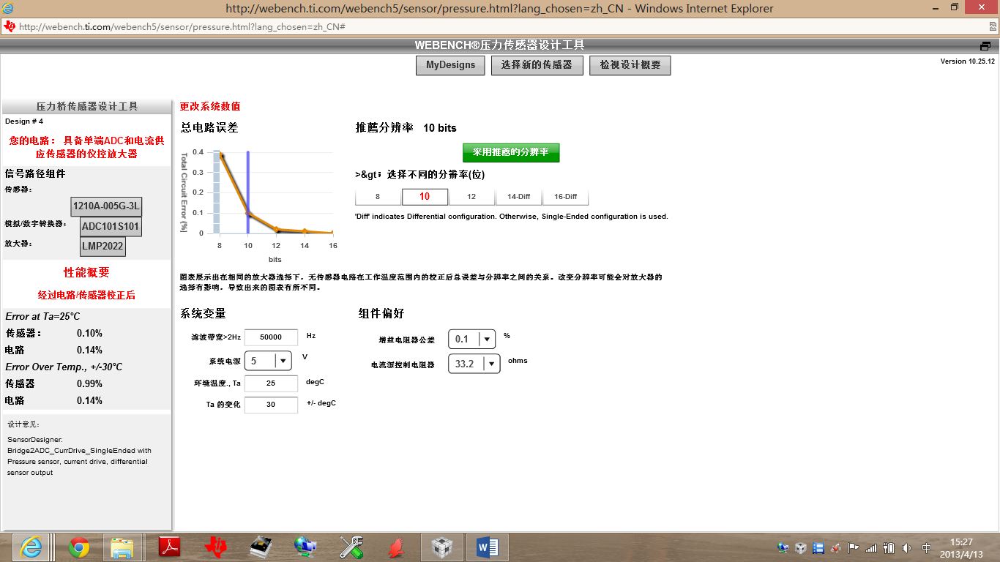 http://webench.ti.com/webench5/sensor/pressure.html?lang_chosen=zh_CN - Windows Internet Explorer
http://webench.ti.com/webench5/sensor/pressure.html?lang_chosen=zh_CN#
WEBENCH®压力传感器设计工具
MyDesigns 选择新的传感器 检视设计概要
Version 10.25.12
压力桥传感器设计工具
Design # 4
您的电路： 具备单端ADC和电流供
应传感器的仪控放大器
信号路径组件
传感器：
1210A-005G-3L
模拟/数字转换器： ADC101S101
放大器： LMP2022
性能概要
经过电路/传感器校正后
Error at Ta=25°C
传感器： 0.10%
电路 0.14%
Error Over Temp., +/-30°C
传感器 0.99%
电路 0.14%
设计意见：
SensorDesigner:
Bridge2ADC_CurrDrive_SingleEnded with
Pressure sensor, current drive, differential
sensor output
更改系统数值
总电路误差
Total Circuit Error (%)
0.4
0.3
0.2
0.1
0
8 10 12 14 16
bits
推薦分辨率 10 bits
采用推荐的分辨率
>&gt；选择不同的分辨率(位)
8 10 12 14-Diff 16-Diff
'Diff' indicates Differential configuration. Otherwise, Single-Ended configuration is used.
图表展示出在相同的放大器选择下，无传感器电路在工作温度范围内的校正后总误差与分辨率之间的关系。改变分辨率可能会对放大器的
选择有影响，导致出来的图表有所不同。
系统变量
滤波带宽>2Hz 50000 Hz
系统电源 5 V
环境温度., Ta 25 degC
Ta 的变化 30 +/- degC
组件偏好
增益电阻器公差 0.1 %
电流源控制电阻器 33.2 ohms
中
15:27
2013/4/13